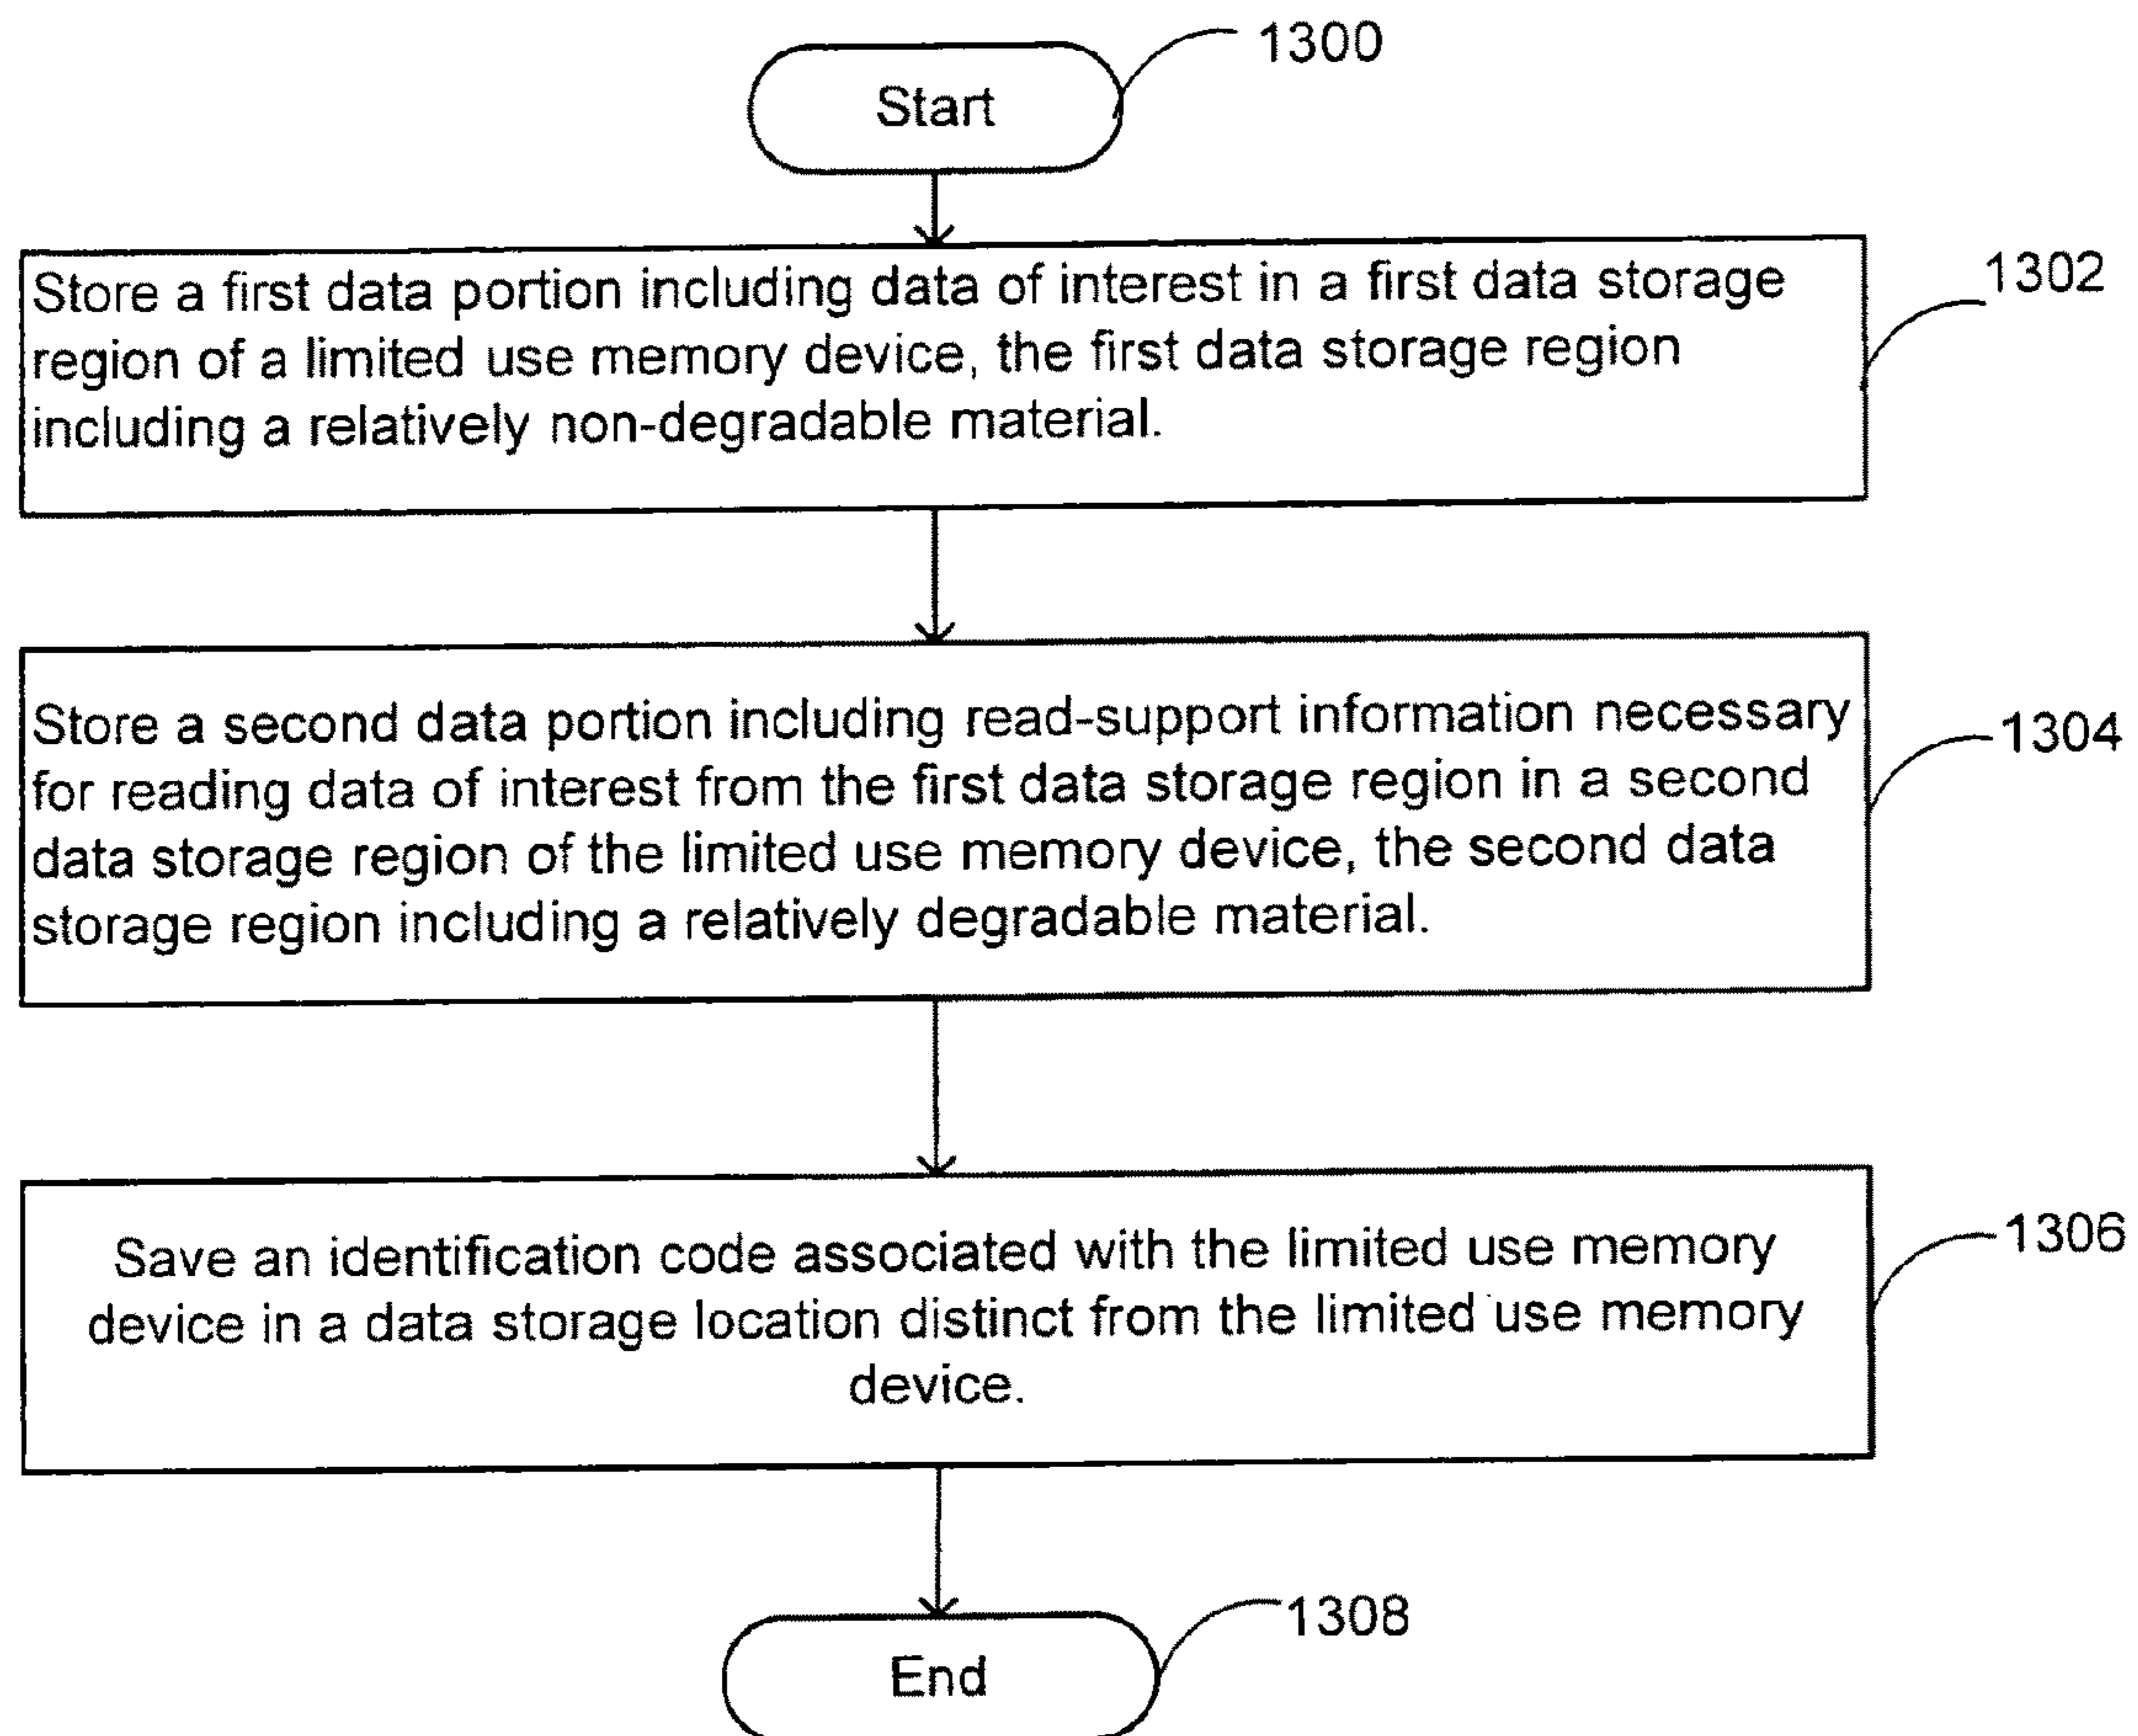 1300
Start
1302
Store a first data portion including data of interest in a first data storage
region of a limited use memory device, the first data storage region
including a relatively non-degradable material.
1304
Store a second data portion including read-support information necessary
for reading data of interest from the first data storage region in a second
data storage region of the limited use memory device, the second data
storage region including a relatively degradable material.
1306
Save an identification code associated with the limited use memory
device in a data storage location distinct from the limited use memory
device.
1308
End